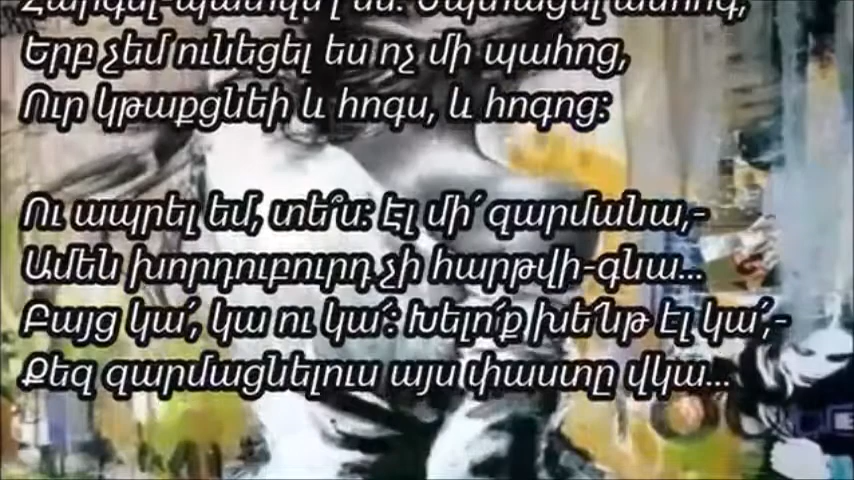 Երբ չեմ ունեցել ես ոչ մի պահոց,
Ուր կթաքցնեի և հոգս, և հոգոց:
Ու ապրել եմ, տե՞ս: Էլ մի՛ զարմանա,-
Ամեն խորդուբուրդ չի հարթվի-գնա...
Բայց կա՛, կա ու կա՛: Խելո՛ք խենթ էլ կա՛,-
Քեզ զարմացնելուս այս փաստը վկա...